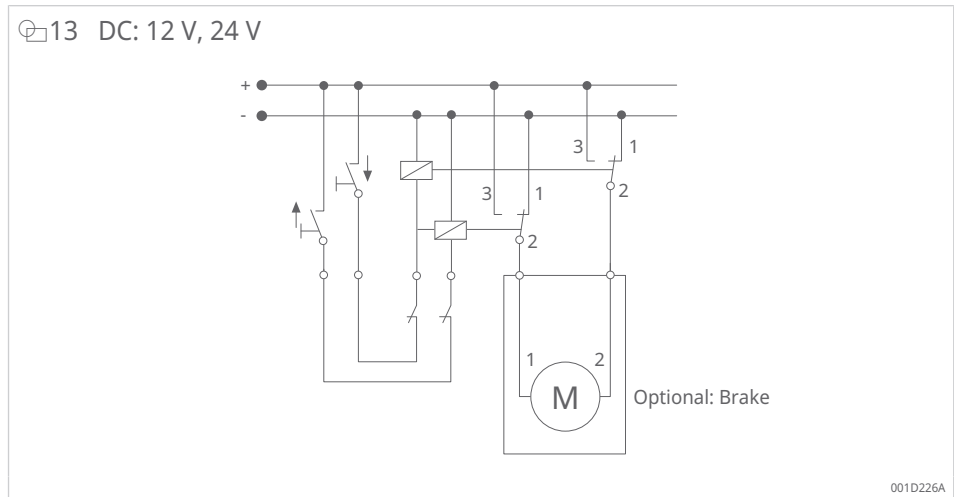 13 DC: 12 V, 24 V
+
-
3 1
2
3 1
2
1 2
M
Optional: Brake
001D226A